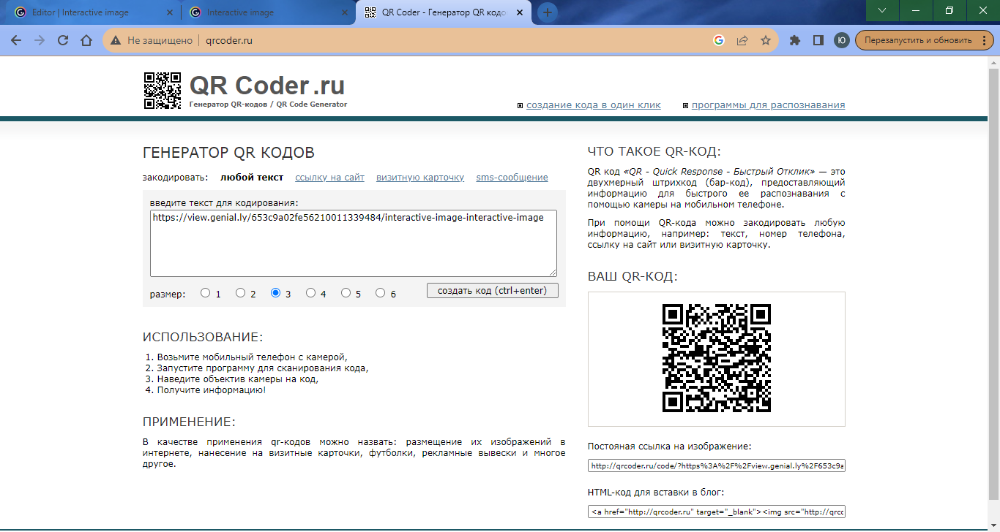 Editor | Interactive image
Interactive image
QR Coder - Генератор QR кодо
Не защищено
qrcoder.ru
Ю
Перезапустить и обновить
QR Coder.ru
Генератор QR-кодов / QR Code Generator
создание кода в один клик
программы для распознавания
ГЕНЕРАТОР QR КОДОВ
закодировать: любой текст ссылку на сайт визитную карточку sms-сообщение
введите текст для кодирования:
https://view.genial.ly/653c9a02fe56210011339484/interactive-image-interactive-image
размер: 1 2 3 4 5 6
создать код (ctrl+enter)
ИСПОЛЬЗОВАНИЕ:
1. Возьмите мобильный телефон с камерой,
2. Запустите программу для сканирования кода,
3. Наведите объектив камеры на код,
4. Получите информацию!
ПРИМЕНЕНИЕ:
В качестве применения qr-кодов можно назвать: размещение их изображений в
интернете, нанесение на визитные карточки, футболки, рекламные вывески и многое
другое.
ЧТО ТАКОЕ QR-КОД:
QR код «QR - Quick Response - Быстрый Отклик» — это
двухмерный штрихкод (бар-код), предоставляющий
информацию для быстрого ее распознавания с
помощью камеры на мобильном телефоне.
При помощи QR-кода можно закодировать любую
информацию, например: текст, номер телефона,
ссылку на сайт или визитную карточку.
ВАШ QR-КОД:
Постояная ссылка на изображение:
http://qrcoder.ru/code/?https%3A%2F%2Fview.genial.ly%2F653c9a
HTML-код для вставки в блог:
<a href="http://qrcoder.ru" target="_blank"><img src="http://qrco